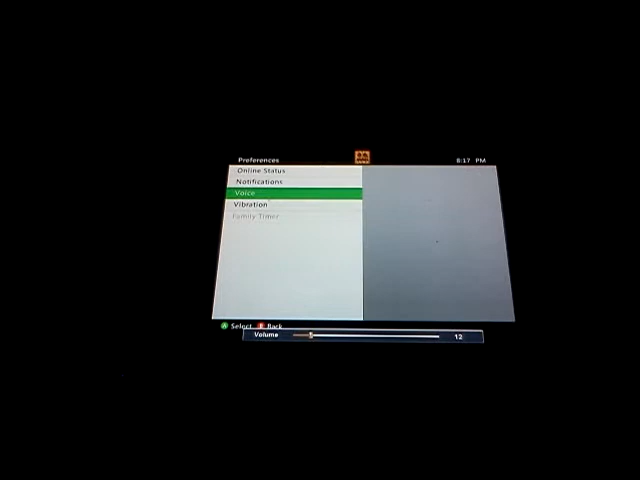 Preferences 8:17 PM
Online Status
Notifications
Voice
Vibration
Family Timer
A Select B Back
Volume 12